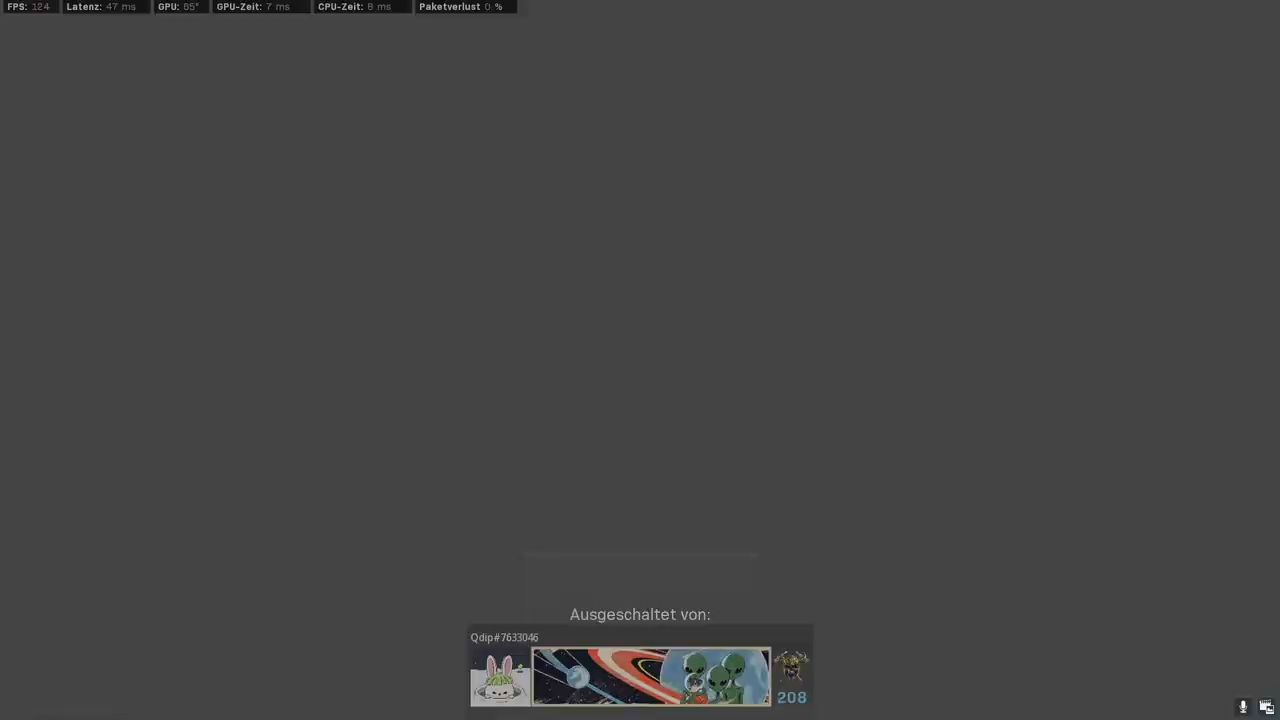 FPS: 124 Latenz: 47 ms GPU: 65° GPU-Zeit: 7 ms CPU-Zeit: 8 ms Paketverlust 0 %
Ausgeschaltet von:
Qdip#7633046
208